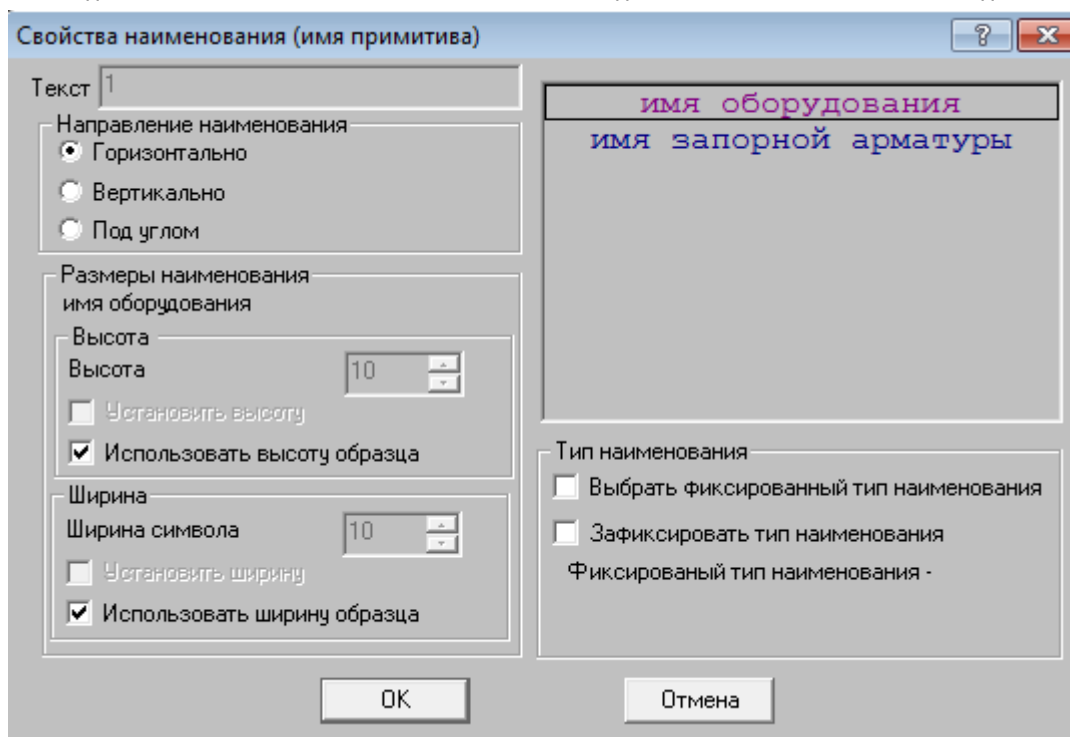 Свойства наименования (имя примитива)
Текст 1
Направление наименования
Горизонтально
Вертикально
Под углом
Размеры наименования
имя оборудования
Высота
Высота 10
Установить высоту
Использовать высоту образца
Ширина
Ширина символа 10
Установить ширину
Использовать ширину образца
имя оборудования
имя запорной арматуры
Тип наименования
Выбрать фиксированный тип наименования
Зафиксировать тип наименования
Фиксированый тип наименования -
OK
Отмена